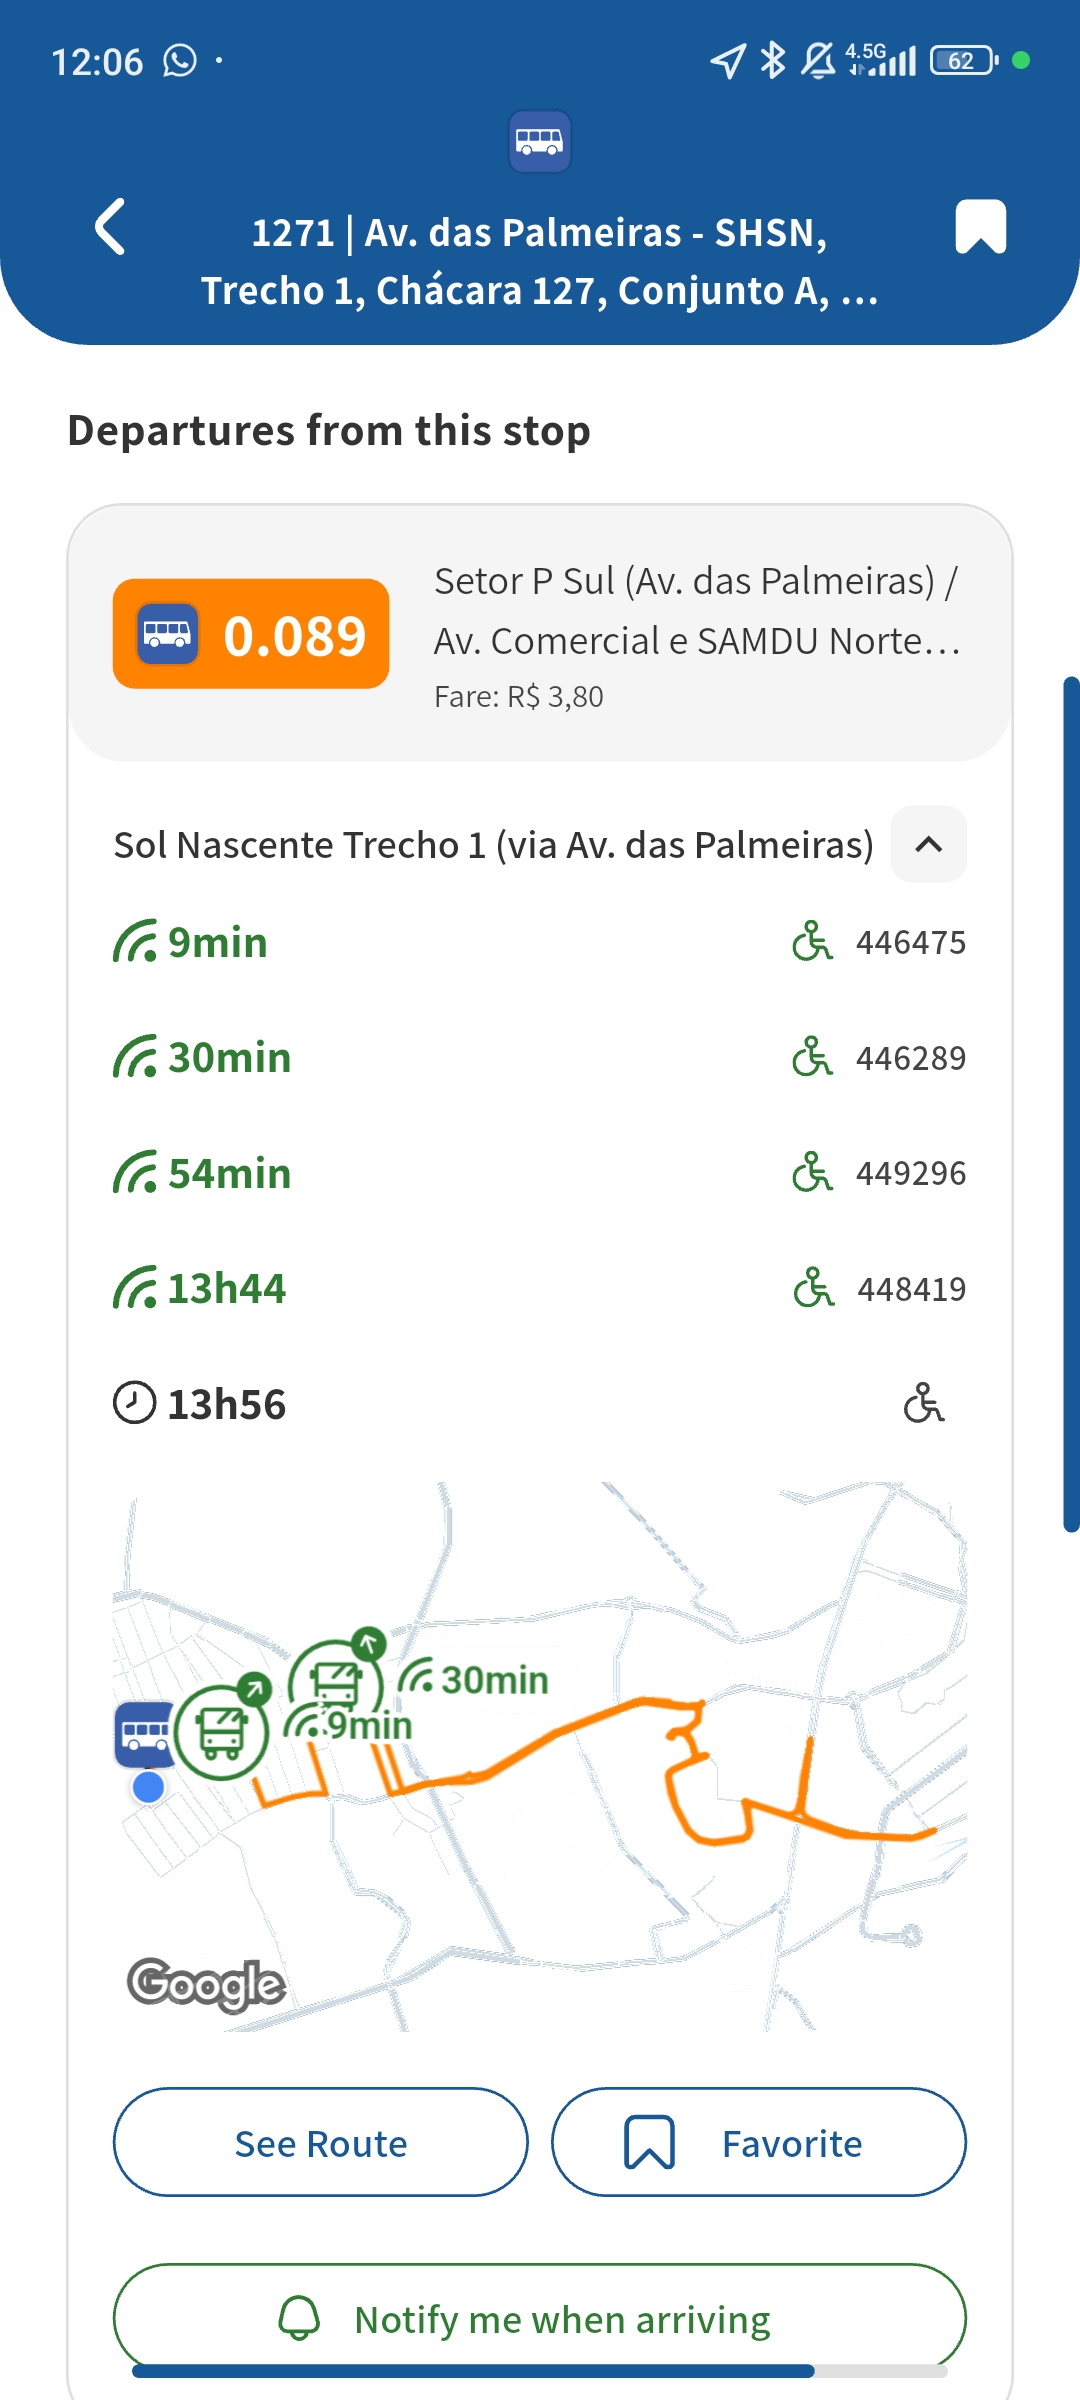 12:06
4.5G
62
1271 | Av. das Palmeiras - SHSN,
Trecho 1, Chácara 127, Conjunto A, ...
Departures from this stop
0.089
Setor P Sul (Av. das Palmeiras) /
Av. Comercial e SAMDU Norte...
Fare: R$ 3,80
Sol Nascente Trecho 1 (via Av. das Palmeiras)
9min
446475
30min
446289
54min
449296
13h44
448419
13h56
30min
9min
Google
See Route
Favorite
Notify me when arriving